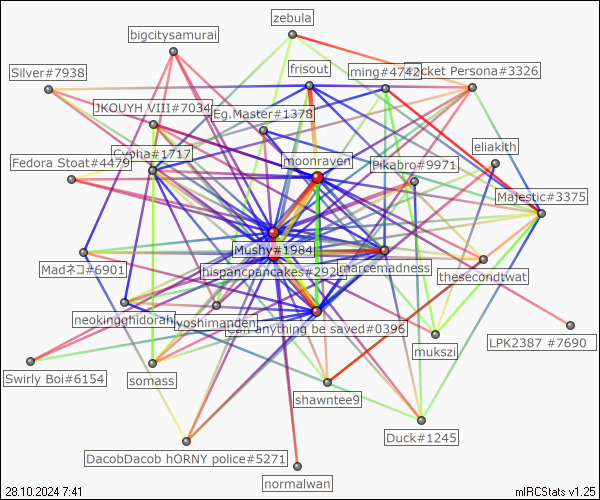 zebula
bigcitysamurai
frisout
ming#4742
Pocket Persona#3326
Silver#7938
JKOUYH VIII#7034
Eg.Master#1378
eliakith
Cypha#1717
moonraven
Pikabro#9971
Fedora Stoat#4479
Majestic#3375
Mushy#1984
Madネコ#6901
hispancpancakes#292
marcemadness
thesecondtwat
neokingghidorah
yoshimanden
Can anything be saved#0396
LPK2387 #7690
mukszi
Swirly Boi#6154
somass
shawntee9
Duck#1245
DacobDacob hORNY police#5271
normalwan
28.10.2024 7:41
mIRCStats v1.25